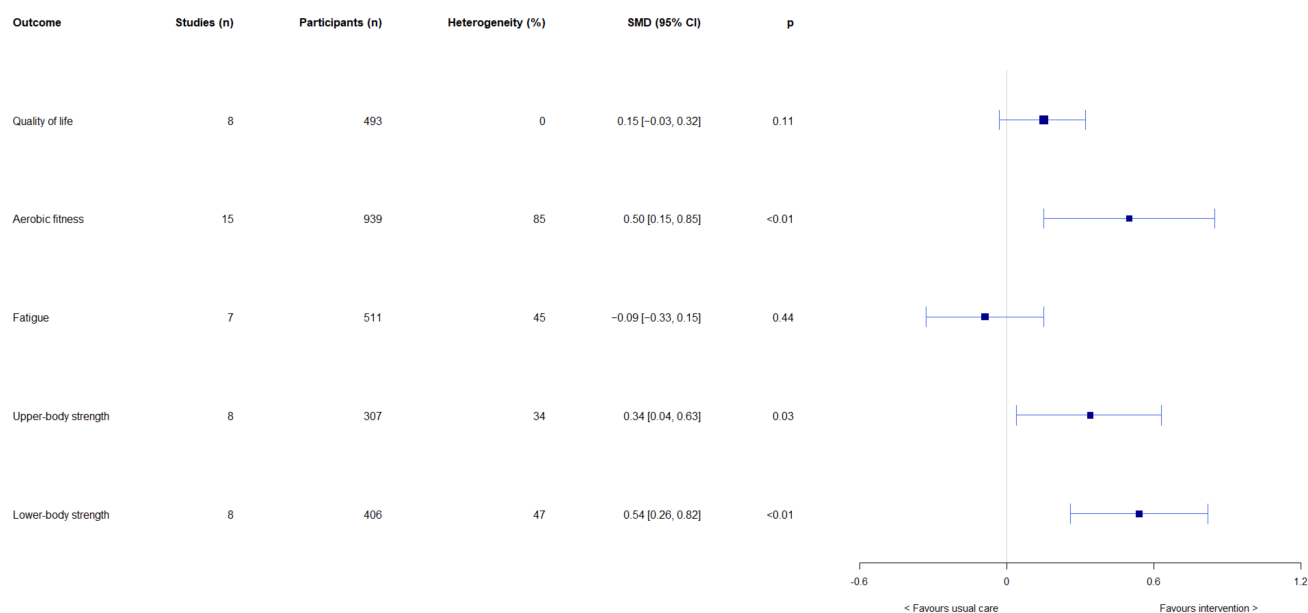 Outcome Studies (n) Participants (n) Heterogeneity (%) SMD (95% CI) p
Quality of life 8 493 0 0.15 [−0.03, 0.32] 0.11
Aerobic fitness 15 939 85 0.50 [0.15, 0.85] <0.01
Fatigue 7 511 45 −0.09 [−0.33, 0.15] 0.44
Upper-body strength 8 307 34 0.34 [0.04, 0.63] 0.03
Lower-body strength 8 406 47 0.54 [0.26, 0.82] <0.01
-0.6 0 0.6 1.2
< Favours usual care Favours intervention >